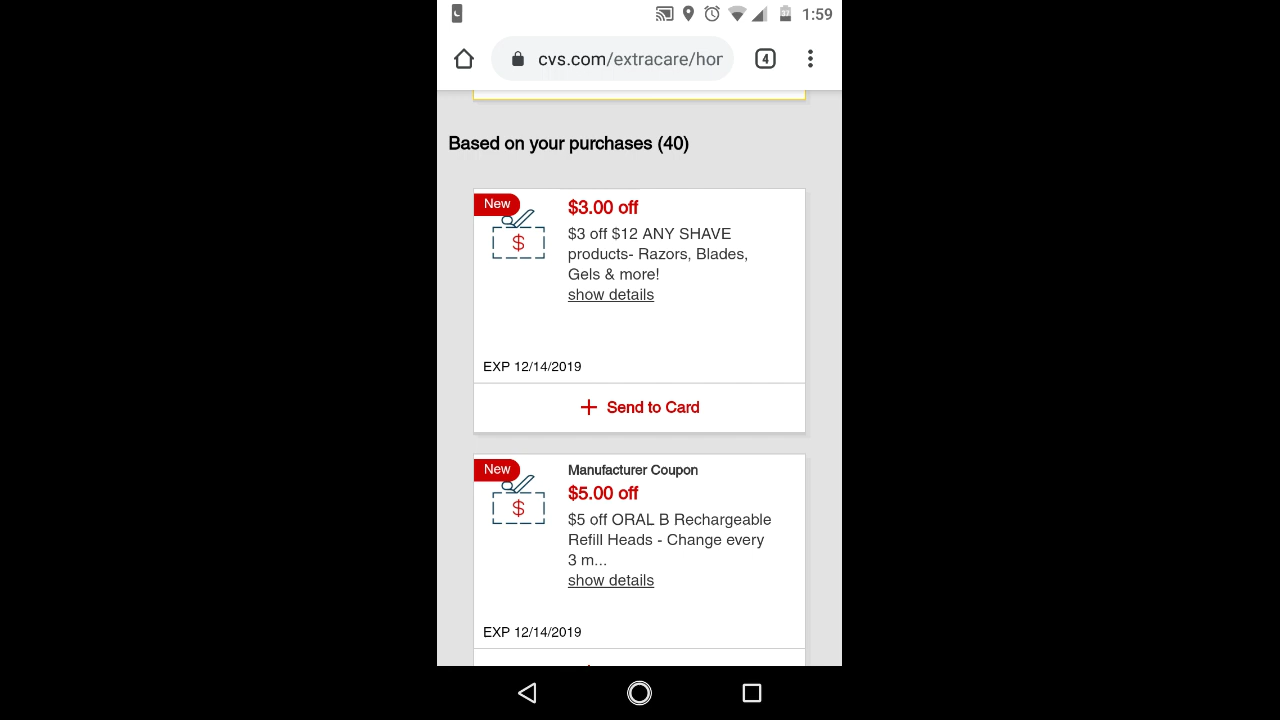 1:59
cvs.com/extracare/hor
4
Based on your purchases (40)
New
$3.00 off
$
$3 off $12 ANY SHAVE
products- Razors, Blades,
Gels & more!
show details
EXP 12/14/2019
+ Send to Card
New
Manufacturer Coupon
$5.00 off
$
$5 off ORAL B Rechargeable
Refill Heads - Change every
3 m...
show details
EXP 12/14/2019